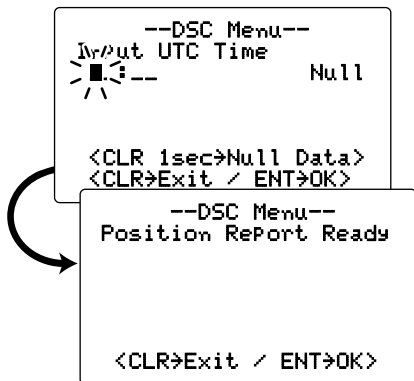 --DSC Menu--
Input UTC Time
:__ Null
<CLR 1sec→Null Data>
<CLR→Exit / ENT→OK>
--DSC Menu--
Position Report Ready
<CLR→Exit / ENT→OK>